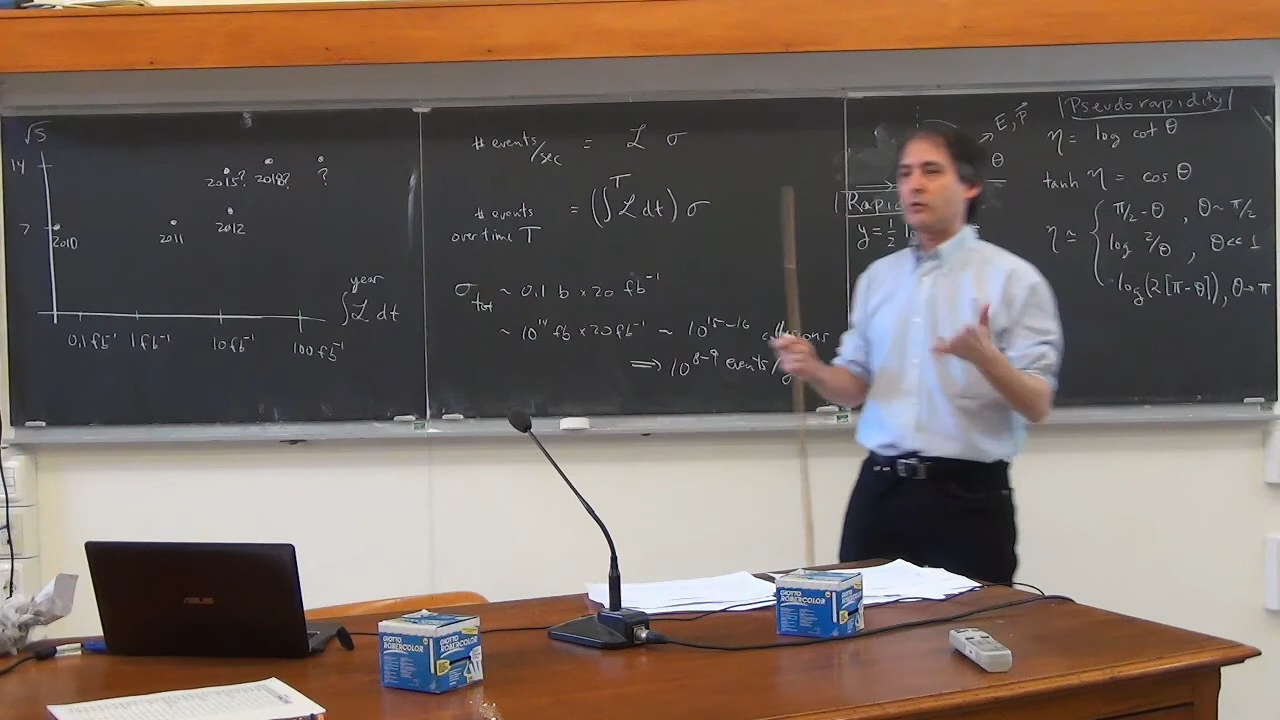 √s
14
7
2015?
2018?
?
2010
2011
2012
year
∫ℒ dt
0.1 fb⁻¹
1 fb⁻¹
10 fb⁻¹
100 fb⁻¹
# events/sec = ℒ σ
# events over time T = (∫ᵀ ℒ dt) σ
σ_tot ~ 0.1 b × 20 fb⁻¹
~ 10¹⁴ fb × 20 fb⁻¹ ~ 10¹⁵⁻¹⁶ collisions
⟹ 10⁸⁻⁹ events/
E, p⃗
θ
Rapid
y = ½ lo
|Pseudorapidity|
η = log cot θ
tanh η = cos θ
η ≃ { π/2 - θ , θ ~ π/2
log 2/θ , θ << 1
-log(2[π-θ]), θ→π
ASUS
GIOTTO
ROBERCOLOR
GIOTTO
ROBERCOLOR